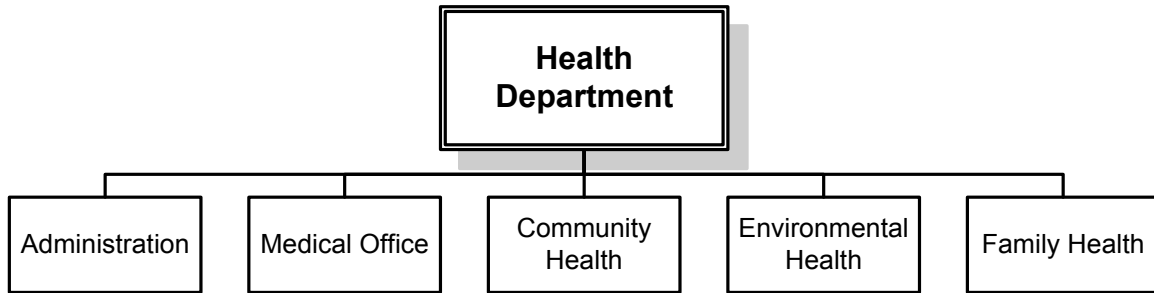 Health
Department
Administration
Medical Office
Community
Health
Environmental
Health
Family Health